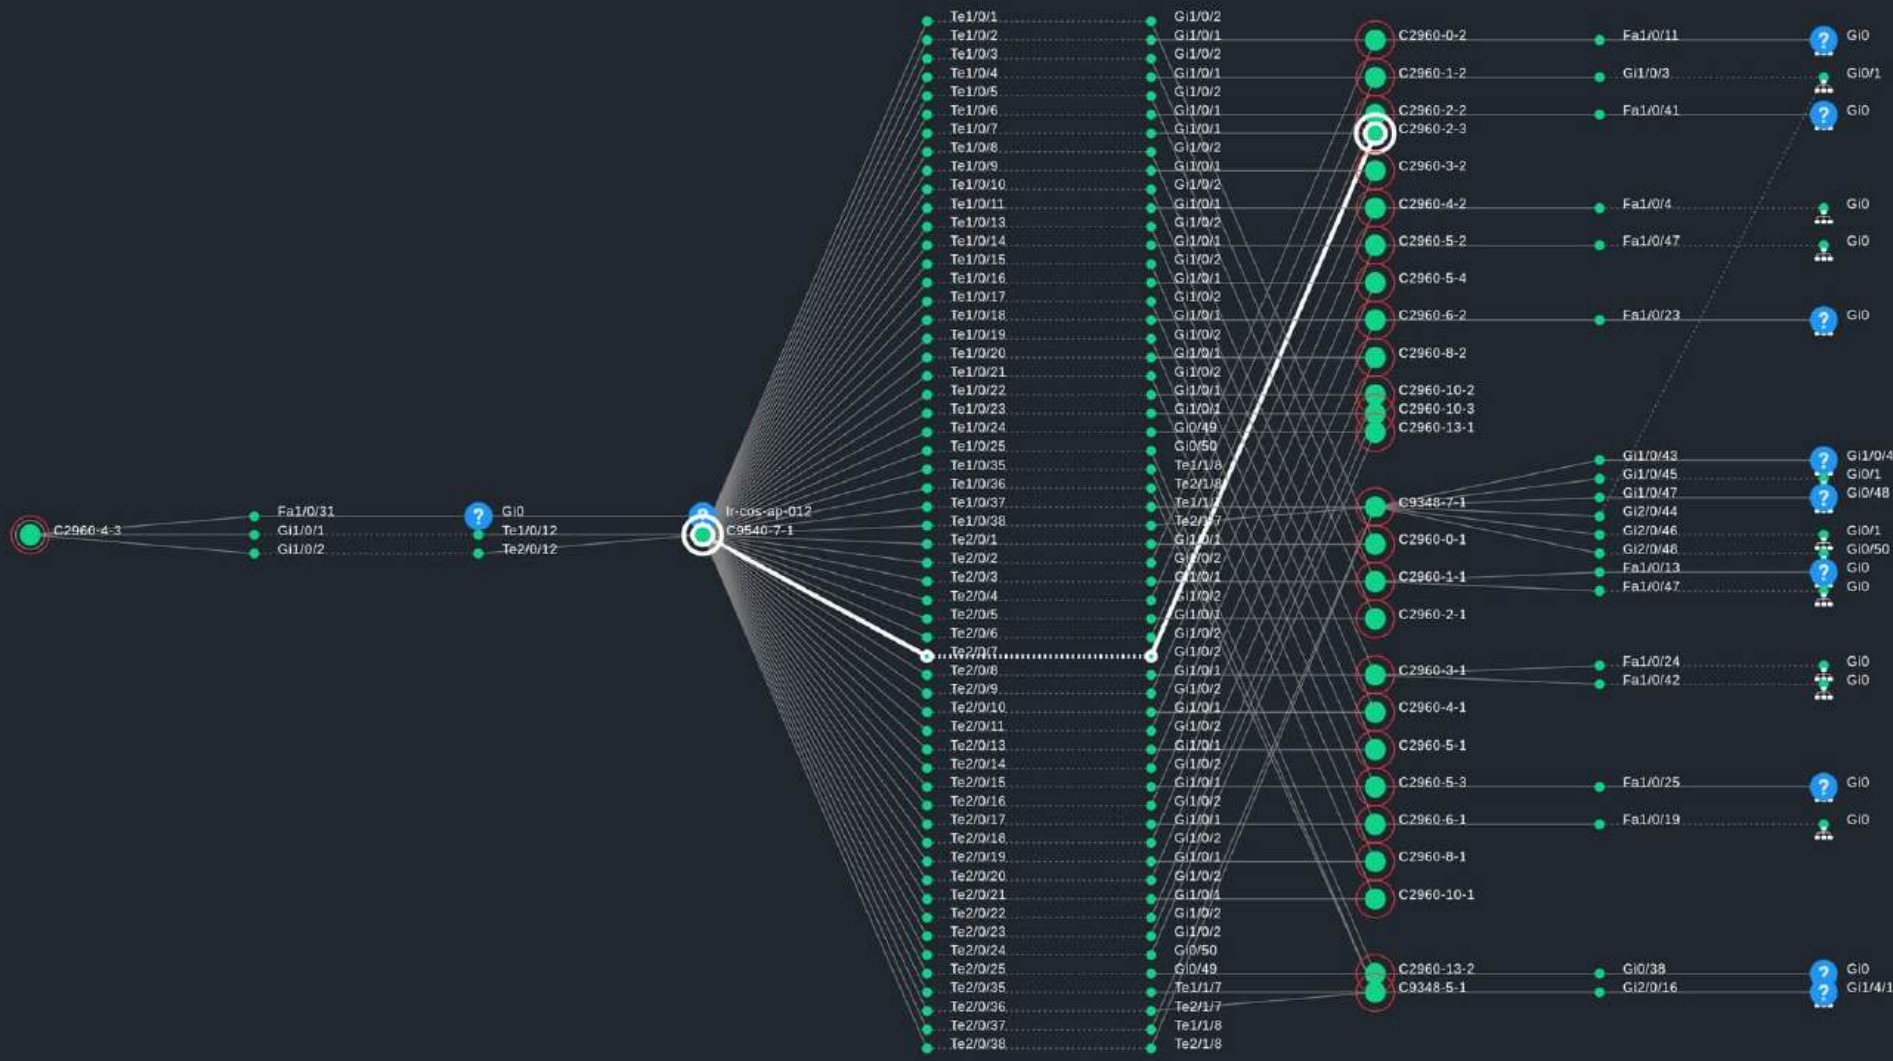 C2960-4-3
Fa1/0/31
Gi1/0/1
Gi1/0/2
Gi0
Te1/0/12
Te2/0/12
lr-cos-ap-012
C9540-7-1
Te1/0/1
Te1/0/2
Te1/0/3
Te1/0/4
Te1/0/5
Te1/0/6
Te1/0/7
Te1/0/8
Te1/0/9
Te1/0/10
Te1/0/11
Te1/0/13
Te1/0/14
Te1/0/15
Te1/0/16
Te1/0/17
Te1/0/18
Te1/0/19
Te1/0/20
Te1/0/21
Te1/0/22
Te1/0/23
Te1/0/24
Te1/0/25
Te1/0/35
Te1/0/36
Te1/0/37
Te1/0/38
Te2/0/1
Te2/0/2
Te2/0/3
Te2/0/4
Te2/0/5
Te2/0/6
Te2/0/7
Te2/0/8
Te2/0/9
Te2/0/10
Te2/0/11
Te2/0/13
Te2/0/14
Te2/0/15
Te2/0/16
Te2/0/17
Te2/0/18
Te2/0/19
Te2/0/20
Te2/0/21
Te2/0/22
Te2/0/23
Te2/0/24
Te2/0/25
Te2/0/35
Te2/0/36
Te2/0/37
Te2/0/38
Gi1/0/2
Gi1/0/1
Gi1/0/2
Gi1/0/1
Gi1/0/2
Gi1/0/1
Gi1/0/1
Gi1/0/2
Gi1/0/1
Gi1/0/2
Gi1/0/1
Gi1/0/2
Gi1/0/1
Gi1/0/2
Gi1/0/1
Gi1/0/2
Gi1/0/1
Gi1/0/2
Gi1/0/1
Gi1/0/2
Gi1/0/1
Gi1/0/1
Gi0/49
Gi0/50
Te1/1/8
Te2/1/8
Te2/1/7
Gi1/0/1
Gi1/0/2
Gi1/0/1
Gi1/0/2
Gi1/0/1
Gi1/0/2
Gi1/0/2
Gi1/0/1
Gi1/0/2
Gi1/0/1
Gi1/0/2
Gi1/0/1
Gi1/0/2
Gi1/0/1
Gi1/0/2
Gi1/0/1
Gi1/0/2
Gi1/0/1
Gi1/0/2
Gi1/0/1
Gi1/0/2
Gi1/0/2
Gi0/50
Gi0/49
Te1/1/7
Te2/1/7
Te1/1/8
Te2/1/8
C2960-0-2
C2960-1-2
C2960-2-2
C2960-2-3
C2960-3-2
C2960-4-2
C2960-5-2
C2960-5-4
C2960-6-2
C2960-8-2
C2960-10-2
C2960-10-3
C2960-13-1
C9348-7-1
C2960-0-1
C2960-1-1
C2960-2-1
C2960-3-1
C2960-4-1
C2960-5-1
C2960-5-3
C2960-6-1
C2960-8-1
C2960-10-1
C2960-13-2
C9348-5-1
Fa1/0/11
Gi1/0/3
Fa1/0/41
Fa1/0/4
Fa1/0/47
Fa1/0/23
Gi1/0/43
Gi1/0/45
Gi1/0/47
Gi2/0/44
Gi2/0/46
Gi2/0/48
Fa1/0/13
Fa1/0/47
Fa1/0/24
Fa1/0/42
Fa1/0/25
Fa1/0/19
Gi0/38
Gi2/0/16
Gi0
Gi0/1
Gi0
Gi0
Gi0
Gi0
Gi1/0/4
Gi0/1
Gi0/48
Gi0/1
Gi0/50
Gi0
Gi0
Gi0
Gi0
Gi0
Gi0
Gi0
Gi1/4/1